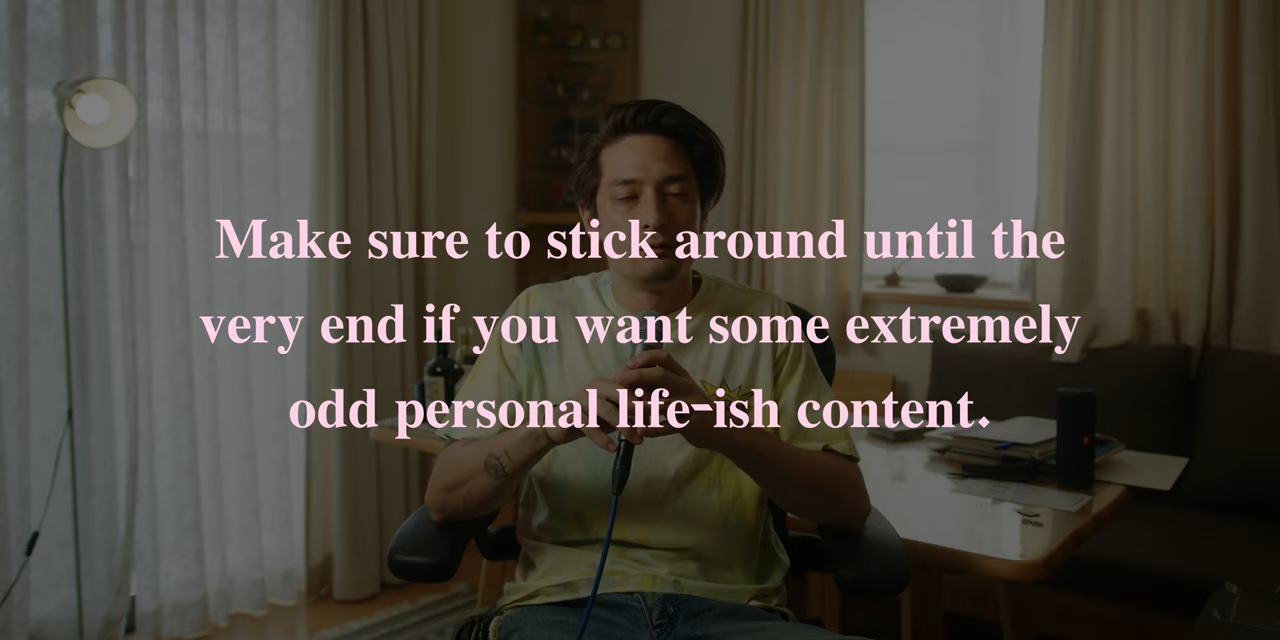 Make sure to stick around until the
very end if you want some extremely
odd personal life-ish content.